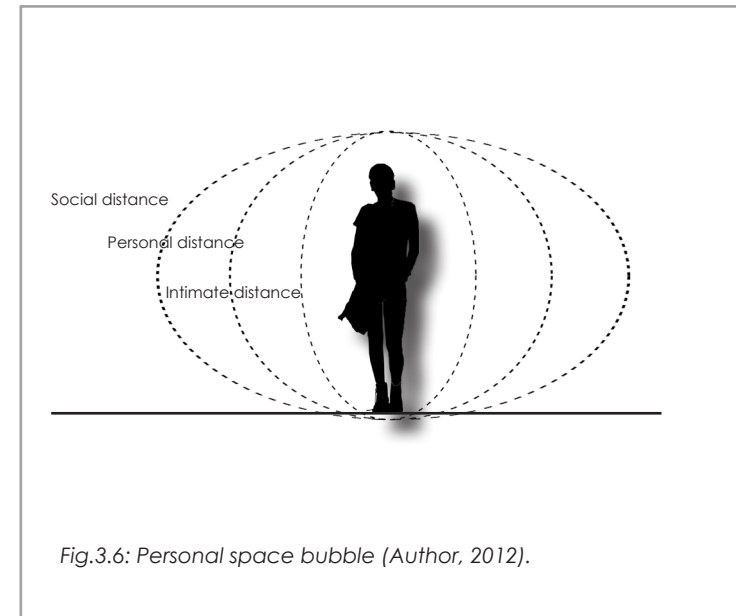 Social distance
Personal distance
Intimate distance
Fig.3.6: Personal space bubble (Author, 2012).